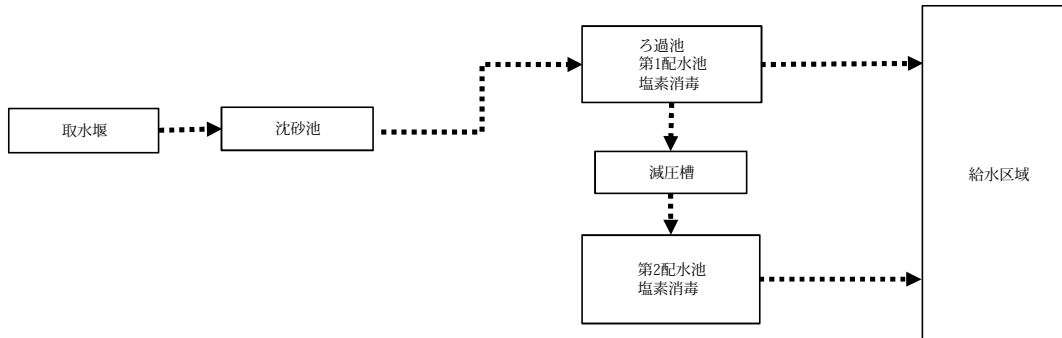 取水堰
沈砂池
ろ過池
第1配水池
塩素消毒
減圧槽
第2配水池
塩素消毒
給水区域